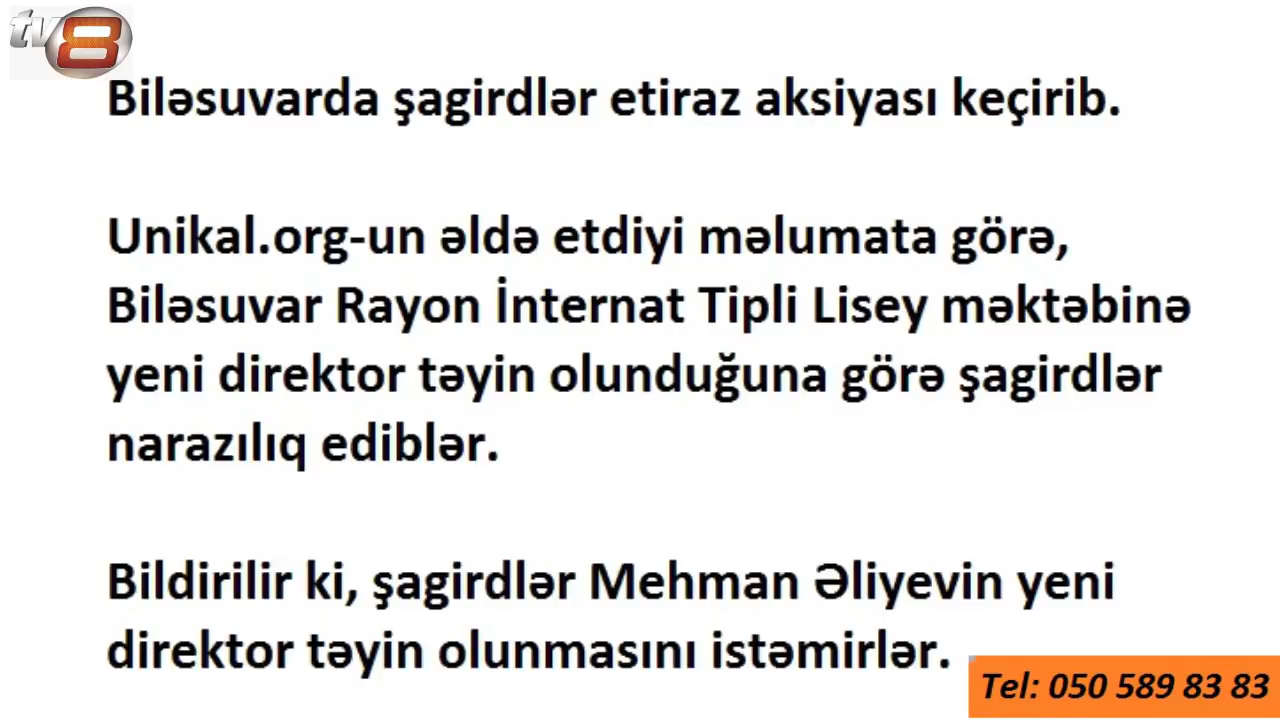 tv8
Biləsuvarda şagirdlər etiraz aksiyası keçirib.
Unikal.org-un əldə etdiyi məlumata görə,
Biləsuvar Rayon İnternat Tipli Lisey məktəbinə
yeni direktor təyin olunduğuna görə şagirdlər
narazılıq ediblər.
Bildirilir ki, şagirdlər Mehman Əliyevin yeni
direktor təyin olunmasını istəmirlər.
Tel: 050 589 83 83